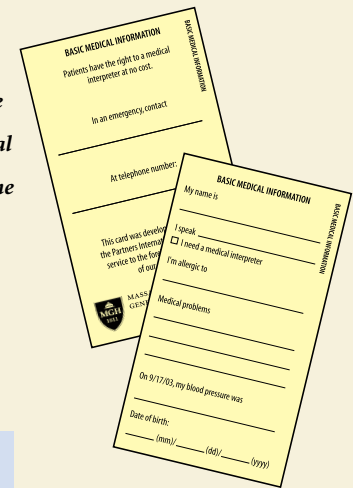 BASIC MEDICAL INFORMATION
BASIC MEDICAL INFORMATION
Patients have the right to a medical
interpreter at no cost.
In an emergency, contact
At telephone number:
This card was develop
the Partners Internat
service to the for
of our
MGH
1811
MASS
GENE
BASIC MEDICAL INFORMATION
BASIC MEDICAL INFORMATION
My name is
I speak
I need a medical interpreter
I'm allergic to
Medical problems
On 9/17/03, my blood pressure was
Date of birth:
(mm)/ (dd)/ (yyyy)